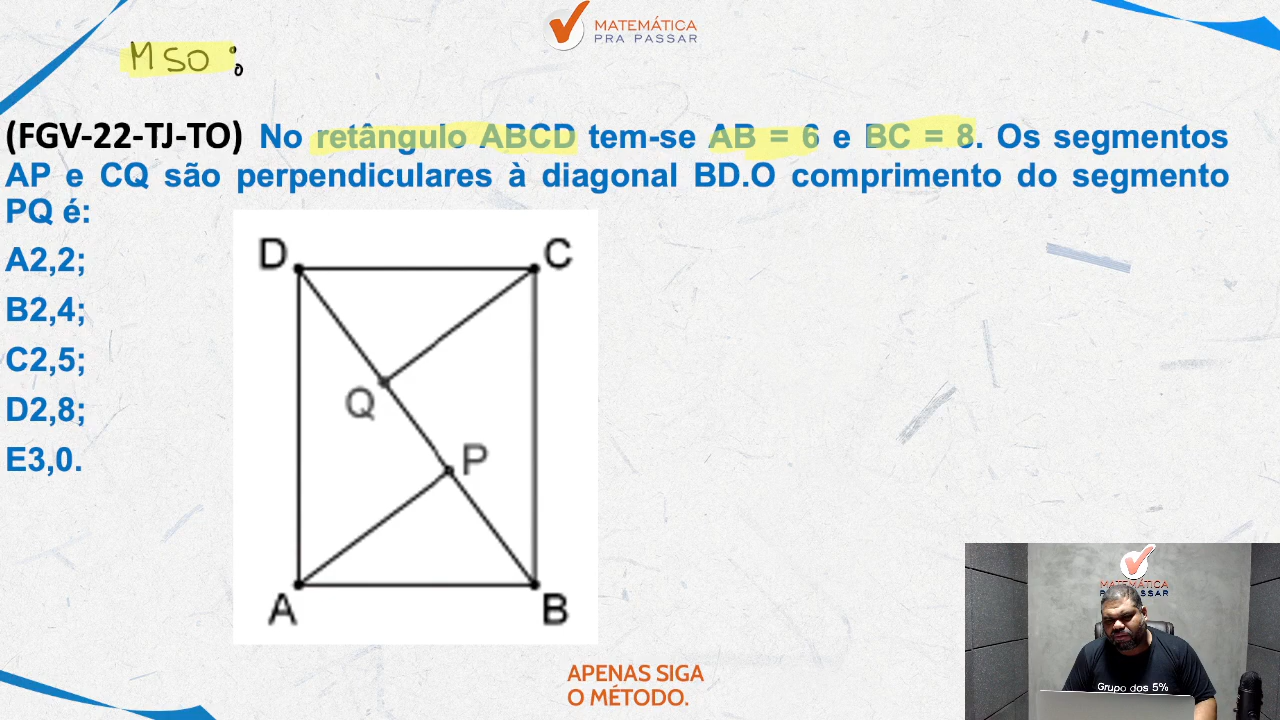 MATEMÁTICA
PRA PASSAR
MSO:
(FGV-22-TJ-TO) No retângulo ABCD tem-se AB = 6 e BC = 8. Os segmentos
AP e CQ são perpendiculares à diagonal BD.O comprimento do segmento
PQ é:
A2,2;
B2,4;
C2,5;
D2,8;
E3,0.
D
C
Q
P
A
B
MATEMÁTICA
PRA PASSAR
Grupo dos 5%
APENAS SIGA
O MÉTODO.